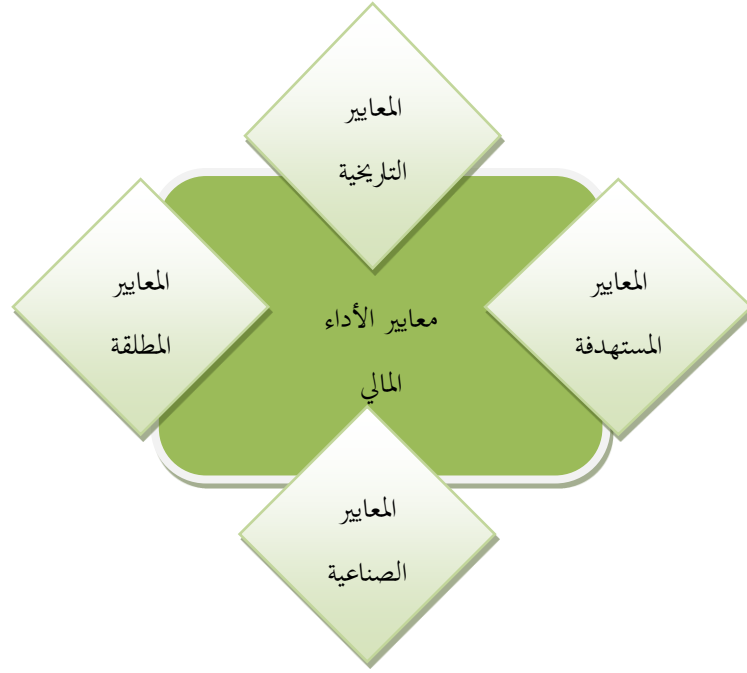 المعايير
التاريخية
المعايير
المستهدفة
المعايير
المطلقة
معايير الأداء
المالي
المعايير
الصناعية